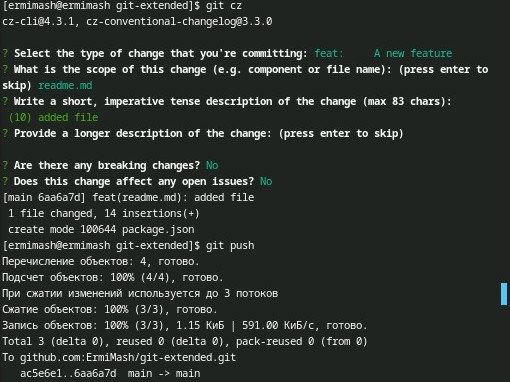 [ermimash@ermimash git-extended]$ git cz
cz-cli@4.3.1, cz-conventional-changelog@3.3.0
? Select the type of change that you're committing: feat:     A new feature
? What is the scope of this change (e.g. component or file name): (press enter to
skip) readme.md
? Write a short, imperative tense description of the change (max 83 chars):
(10) added file
? Provide a longer description of the change: (press enter to skip)
? Are there any breaking changes? No
? Does this change affect any open issues? No
[main 6aa6a7d] feat(readme.md): added file
1 file changed, 14 insertions(+)
create mode 100644 package.json
[ermimash@ermimash git-extended]$ git push
Перечисление объектов: 4, готово.
Подсчет объектов: 100% (4/4), готово.
При сжатии изменений используется до 3 потоков
Сжатие объектов: 100% (3/3), готово.
Запись объектов: 100% (3/3), 1.15 КиБ | 591.00 КиБ/с, готово.
Total 3 (delta 0), reused 0 (delta 0), pack-reused 0 (from 0)
To github.com:ErmiMash/git-extended.git
ac5e6e1..6aa6a7d  main -> main